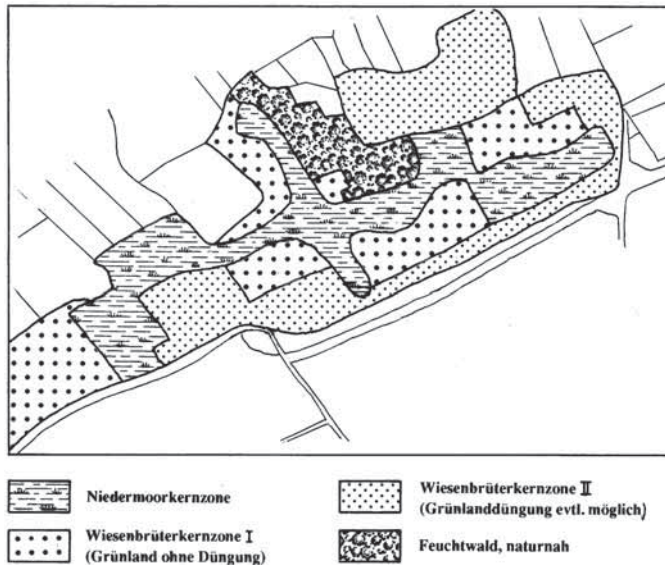 Niedermoorkernzone
Wiesenbrüterkernzone I
(Grünland ohne Düngung)
Wiesenbrüterkernzone II
(Grünlanddüngung evtl. möglich)
Feuchtwald, naturnah